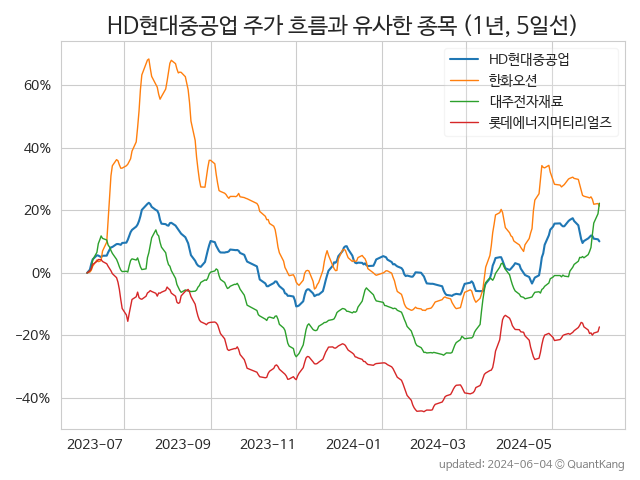 HD현대중공업 주가 흐름과 유사한 종목 (1년, 5일선)
HD현대중공업
한화오션
대주전자재료
롯데에너지머티리얼즈
60%
40%
20%
0%
−20%
−40%
2023-07 2023-09 2023-11 2024-01 2024-03 2024-05
updated: 2024-06-04 © QuantKang